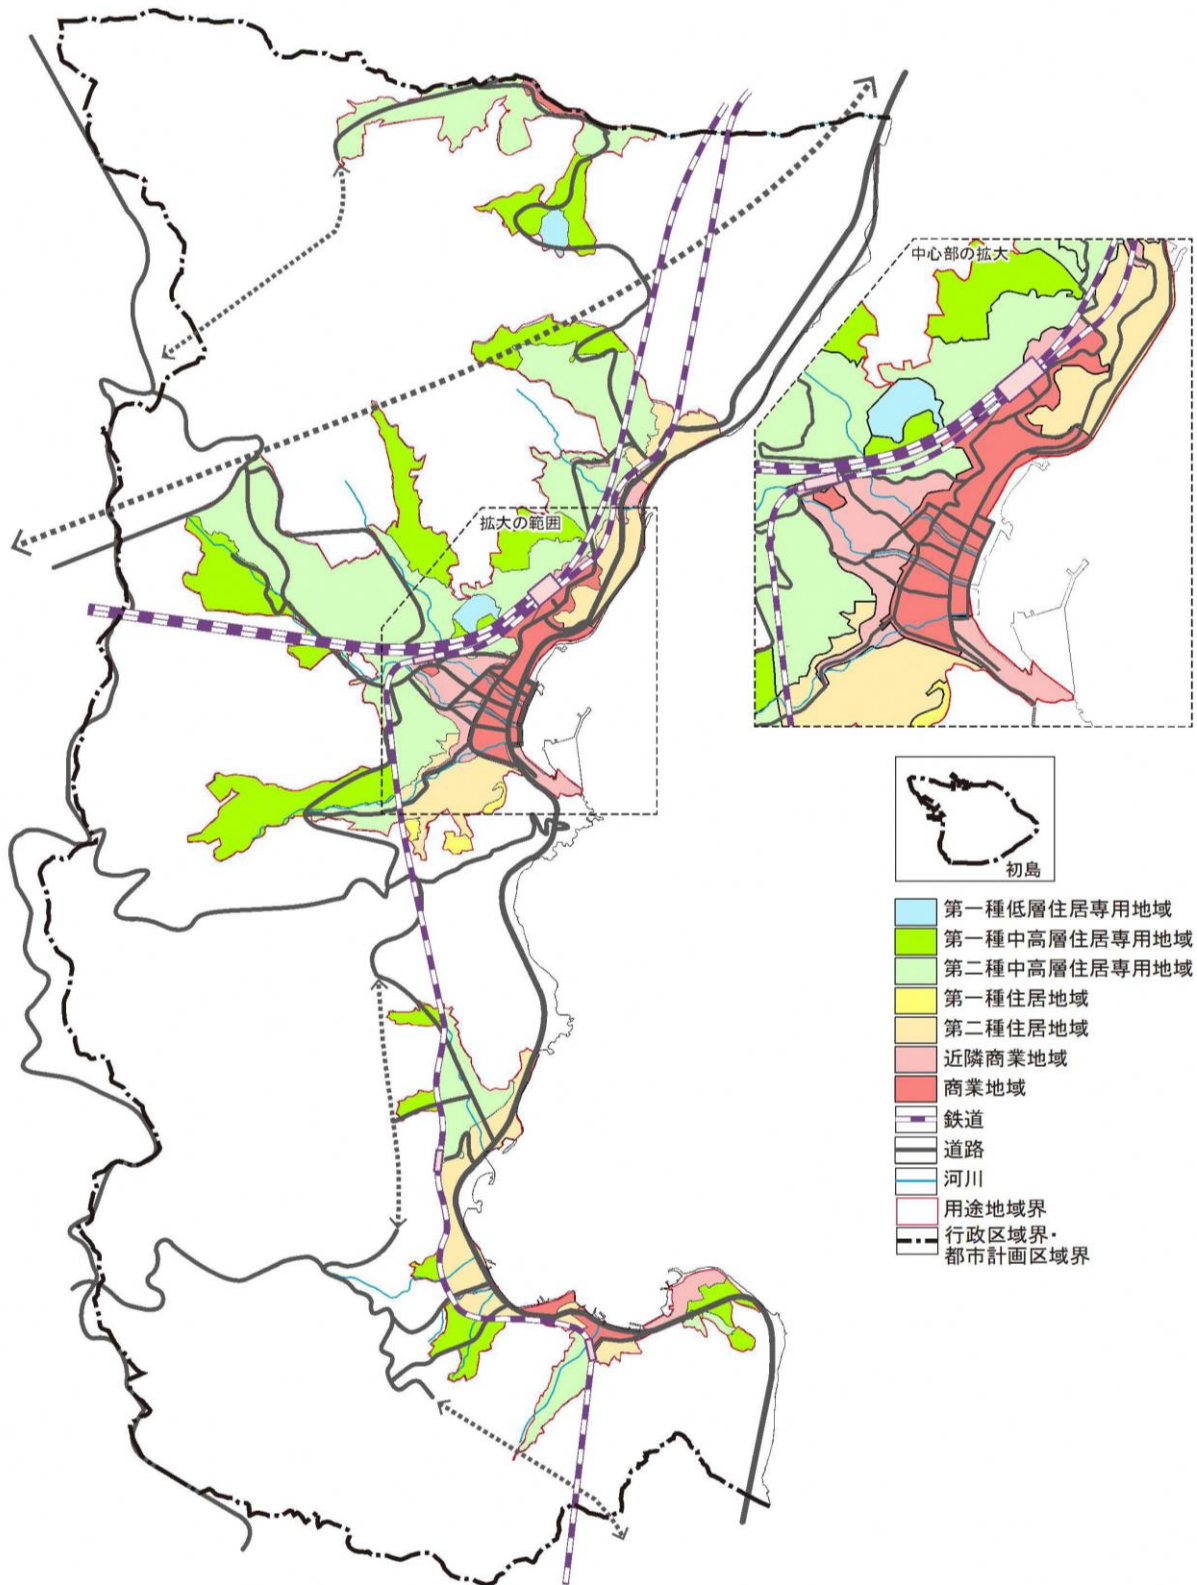 中心部の拡大
拡大の範囲
初島
第一種低層住居専用地域
第一種中高層住居専用地域
第二種中高層住居専用地域
第一種住居地域
第二種住居地域
近隣商業地域
商業地域
鉄道
道路
河川
用途地域界
行政区域界・
都市計画区域界